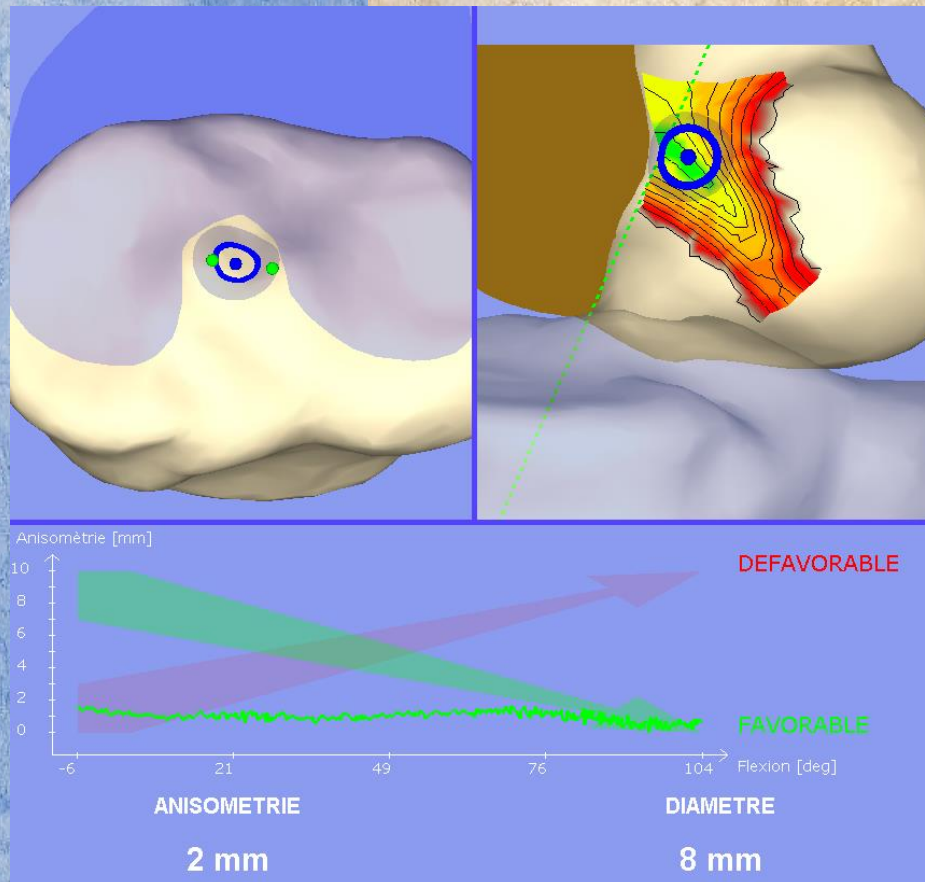 Anisomètrie [mm]
10
8
6
4
2
0
DEFAVORABLE
FAVORABLE
-6
21
49
76
104
Flexion [deg]
ANISOMETRIE
DIAMETRE
2 mm
8 mm